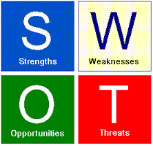 S W
Strengths Weaknesses
O T
Opportunities Threats